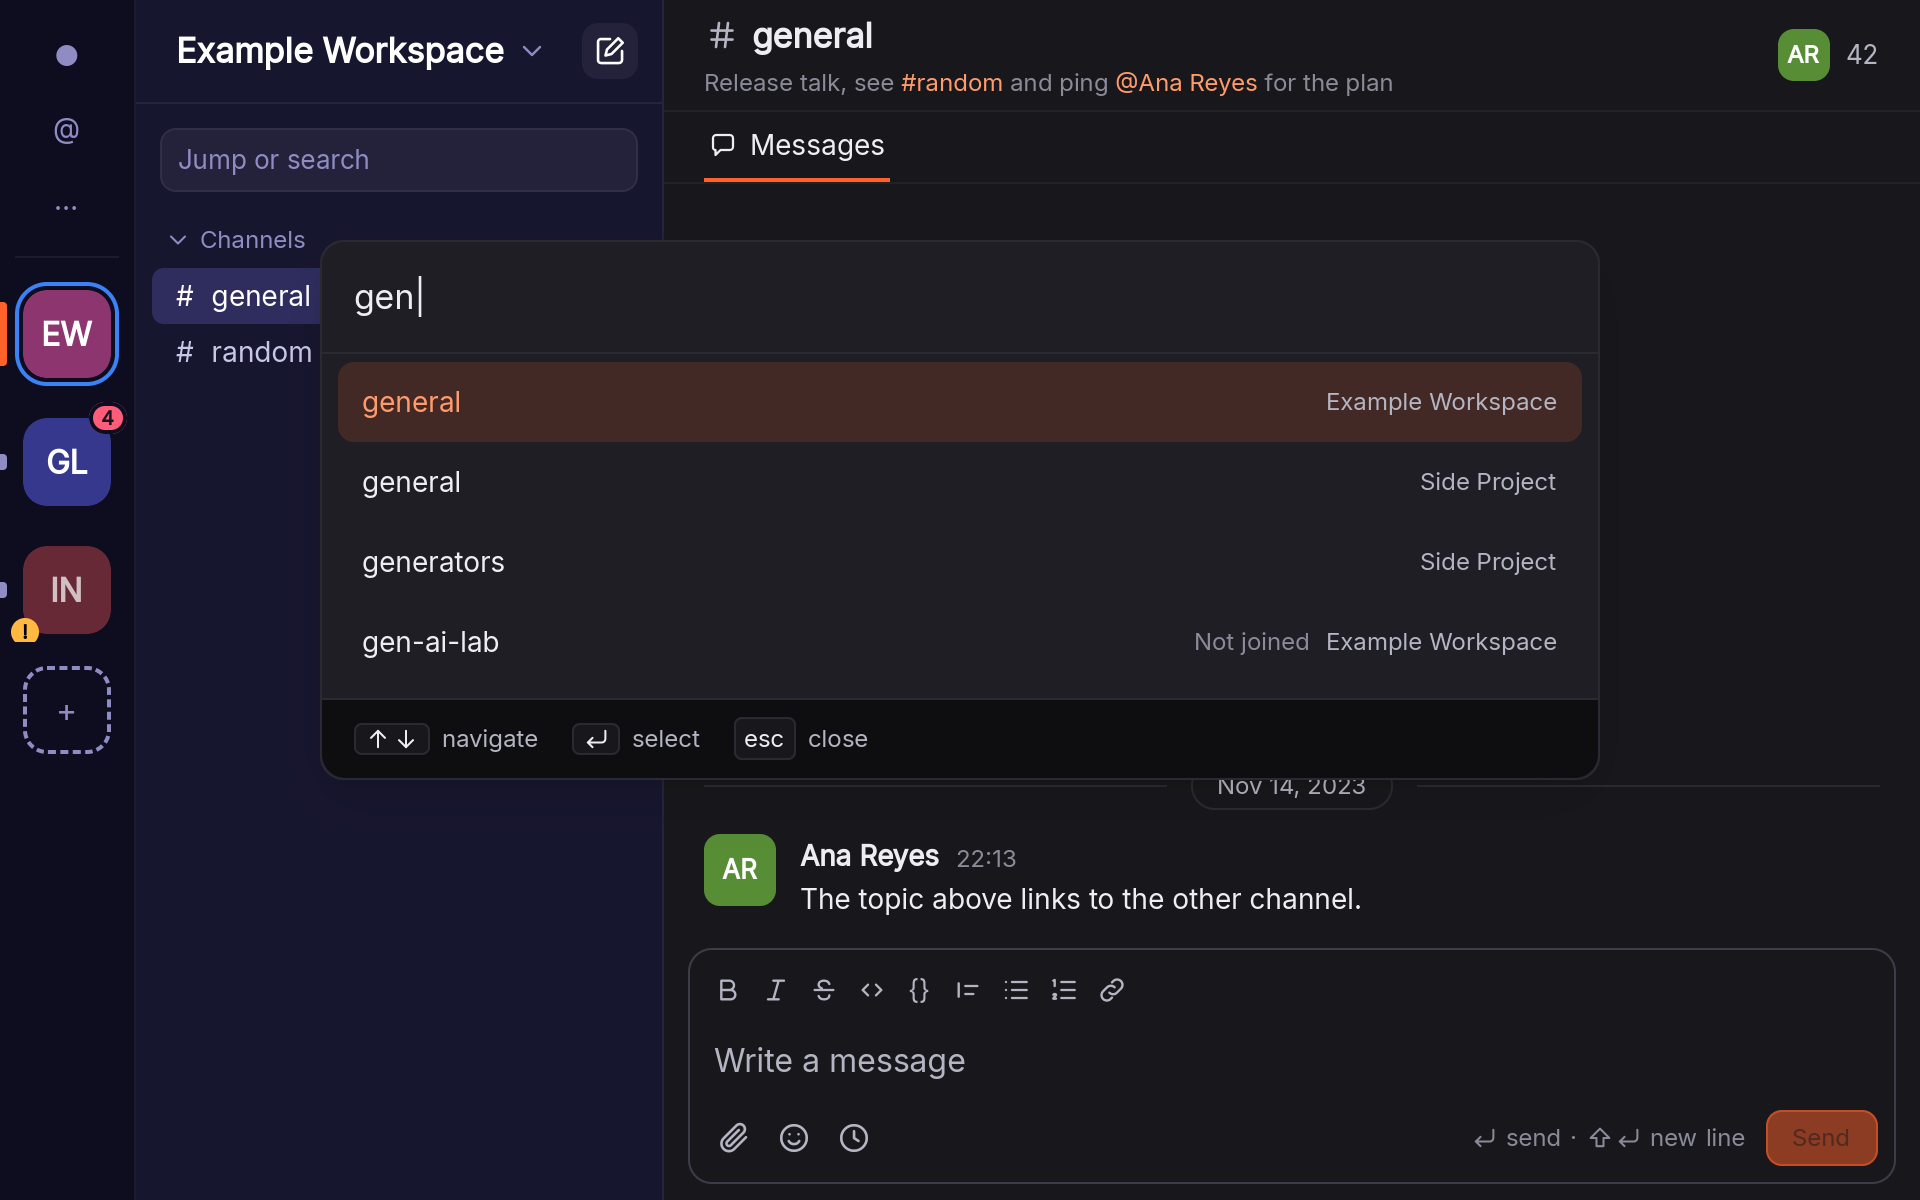 Example Workspace
@
...
EW
GL
4
IN
!
+
Jump or search
Channels
# general
# random
# general
Release talk, see #random and ping @Ana Reyes for the plan
AR 42
Messages
gen
general Example Workspace
general Side Project
generators Side Project
gen-ai-lab Not joined Example Workspace
↑ ↓ navigate ↵ select esc close
Nov 14, 2023
AR
Ana Reyes 22:13
The topic above links to the other channel.
Write a message
↵ send · ⇧ ↵ new line Send